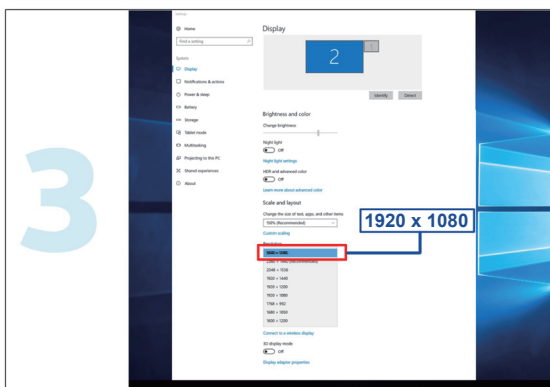 3
Settings
Home
Find a setting
System
Display
Notifications & actions
Power & sleep
Battery
Storage
Tablet mode
Multitasking
Projecting to this PC
Shared experiences
About
Display
2
1
Identify
Detect
Brightness and color
Change brightness
Night light
Off
Night light settings
HDR and advanced color
Off
Learn more about advanced color
Scale and layout
Change the size of text, apps, and other items
100% (Recommended)
Custom scaling
Resolution
1920 x 1080
2048 × 1536
1920 × 1440
1920 × 1200
1920 × 1080
1768 × 992
1680 × 1050
1600 × 1200
Connect to a wireless display
3D display mode
Off
Display adapter properties